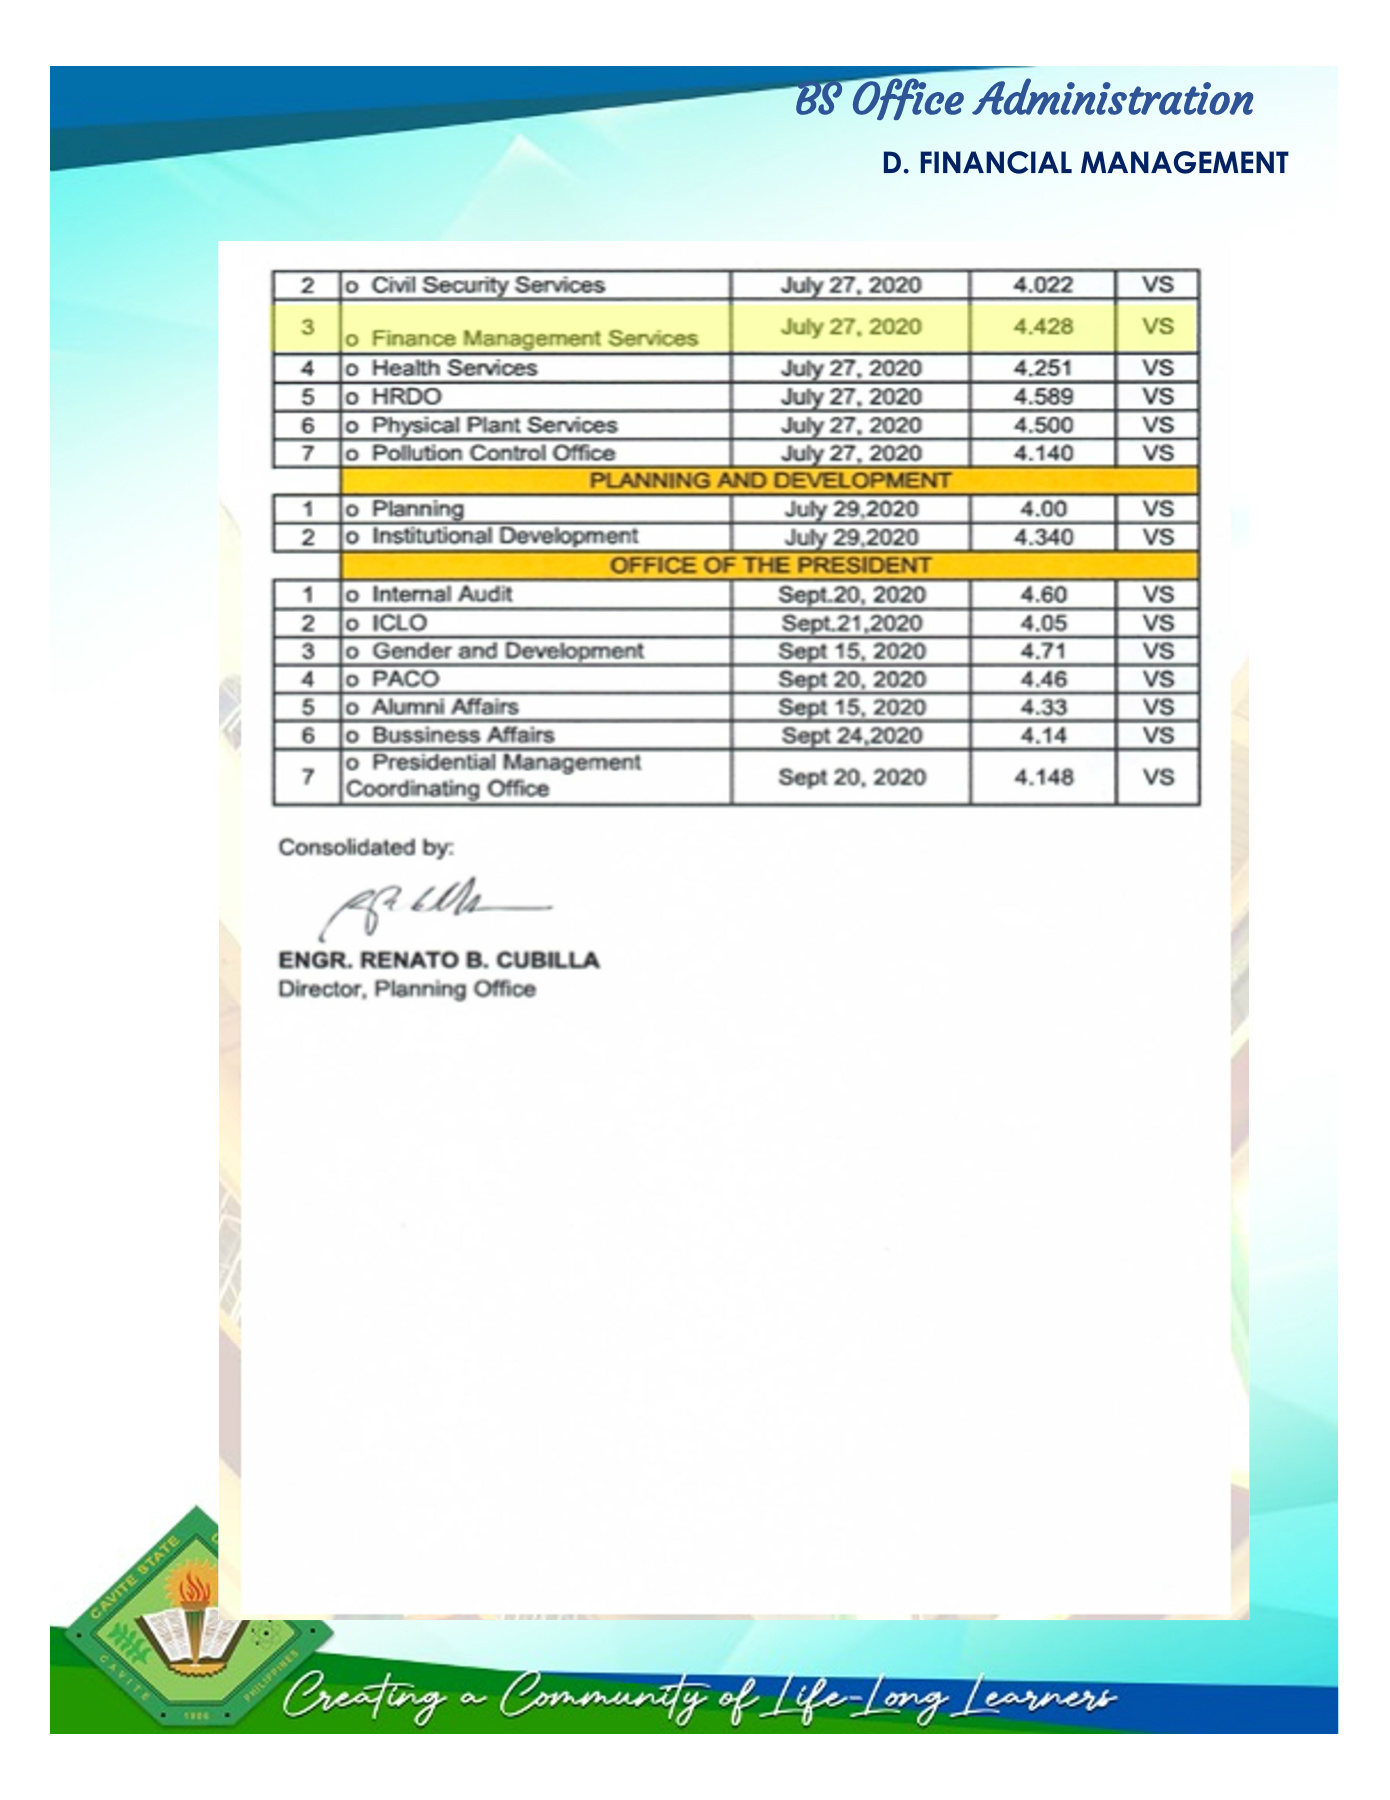 BS Office Administration
D. FINANCIAL MANAGEMENT
2 o Civil Security Services July 27, 2020 4.022 VS
3 o Finance Management Services July 27, 2020 4.428 VS
4 o Health Services July 27, 2020 4.251 VS
5 o HRDO July 27, 2020 4.589 VS
6 o Physical Plant Services July 27, 2020 4.500 VS
7 o Pollution Control Office July 27, 2020 4.140 VS
PLANNING AND DEVELOPMENT
1 o Planning July 29,2020 4.00 VS
2 o Institutional Development July 29,2020 4.340 VS
OFFICE OF THE PRESIDENT
1 o Internal Audit Sept.20, 2020 4.60 VS
2 o ICLO Sept.21,2020 4.05 VS
3 o Gender and Development Sept 15, 2020 4.71 VS
4 o PACO Sept 20, 2020 4.46 VS
5 o Alumni Affairs Sept 15, 2020 4.33 VS
6 o Bussiness Affairs Sept 24,2020 4.14 VS
7 o Presidential Management
Coordinating Office Sept 20, 2020 4.148 VS
Consolidated by:
ENGR. RENATO B. CUBILLA
Director, Planning Office
CAVITE STATE
CAVITE
PHILIPPINES
1906
Creating a Community of Life-Long Learners